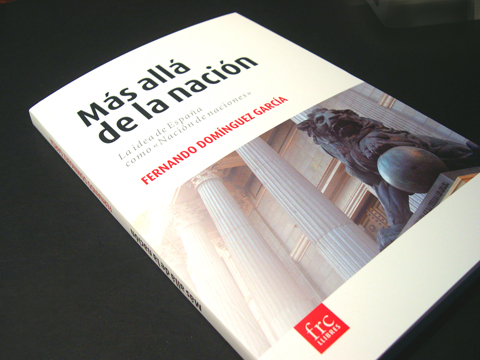 Más allá
de la nación
La idea de España
como «Nación de naciones»
FERNANDO DOMÍNGUEZ GARCÍA
frc
LLIBRES